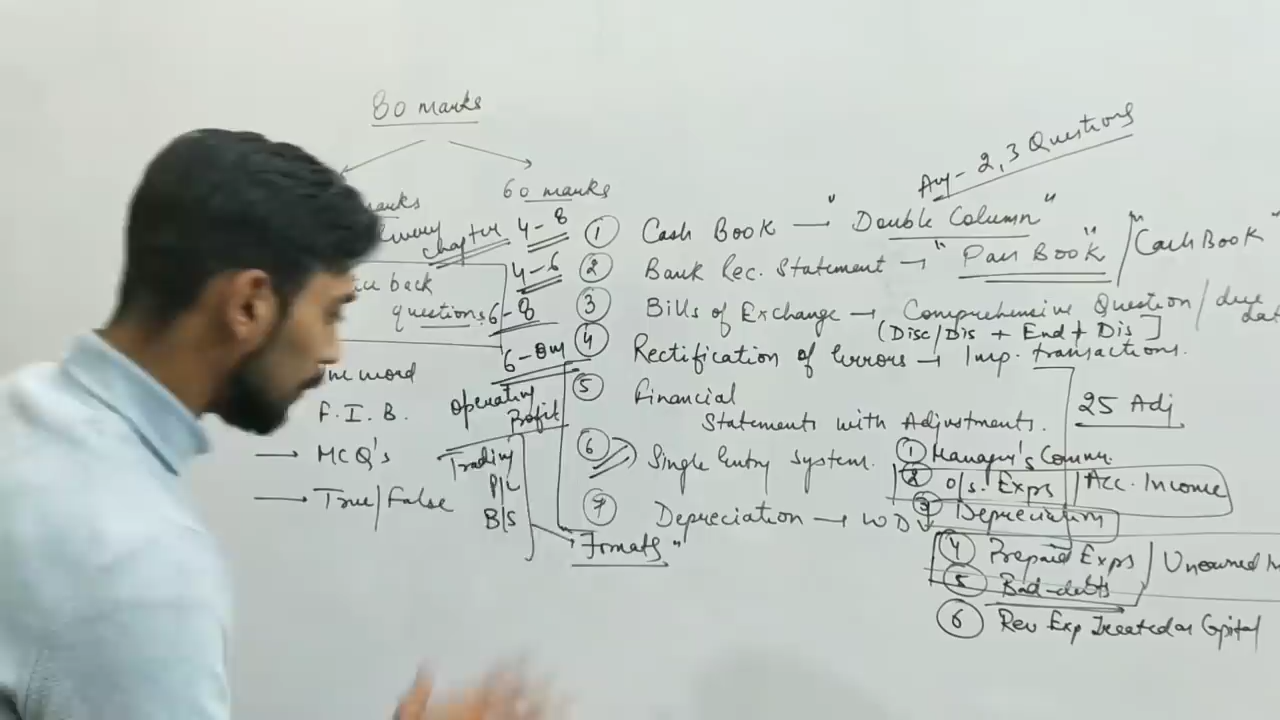 80 marks
60 marks
marks
chapter
back
questions
one word
F.I.B.
→ MCQ's
→ True/False
4-8
4-6
6-8
6-8m
Operating Profit
Trading
P/L
B/S
Avg - 2,3 Questions
① Cash Book — "Double Column"
② Bank Rec. Statement → "Pass Book" / "Cash Book"
③ Bills of Exchange → Comprehensive Question / due
(Disc/Dis + End + Dis]
④ Rectification of Errors → Imp. transactions.
⑤ Financial
Statements with Adjustments.
25 Adj
⑥ Single Entry System.
⑦ Depreciation → WDV
"Formats"
① Manager's Comm.
② O/s. Exps / Acc. Income
③ Depreciation
④ Prepaid Exps / Unearned
⑤ Bad-debts
⑥ Rev Exp Treated as Capital